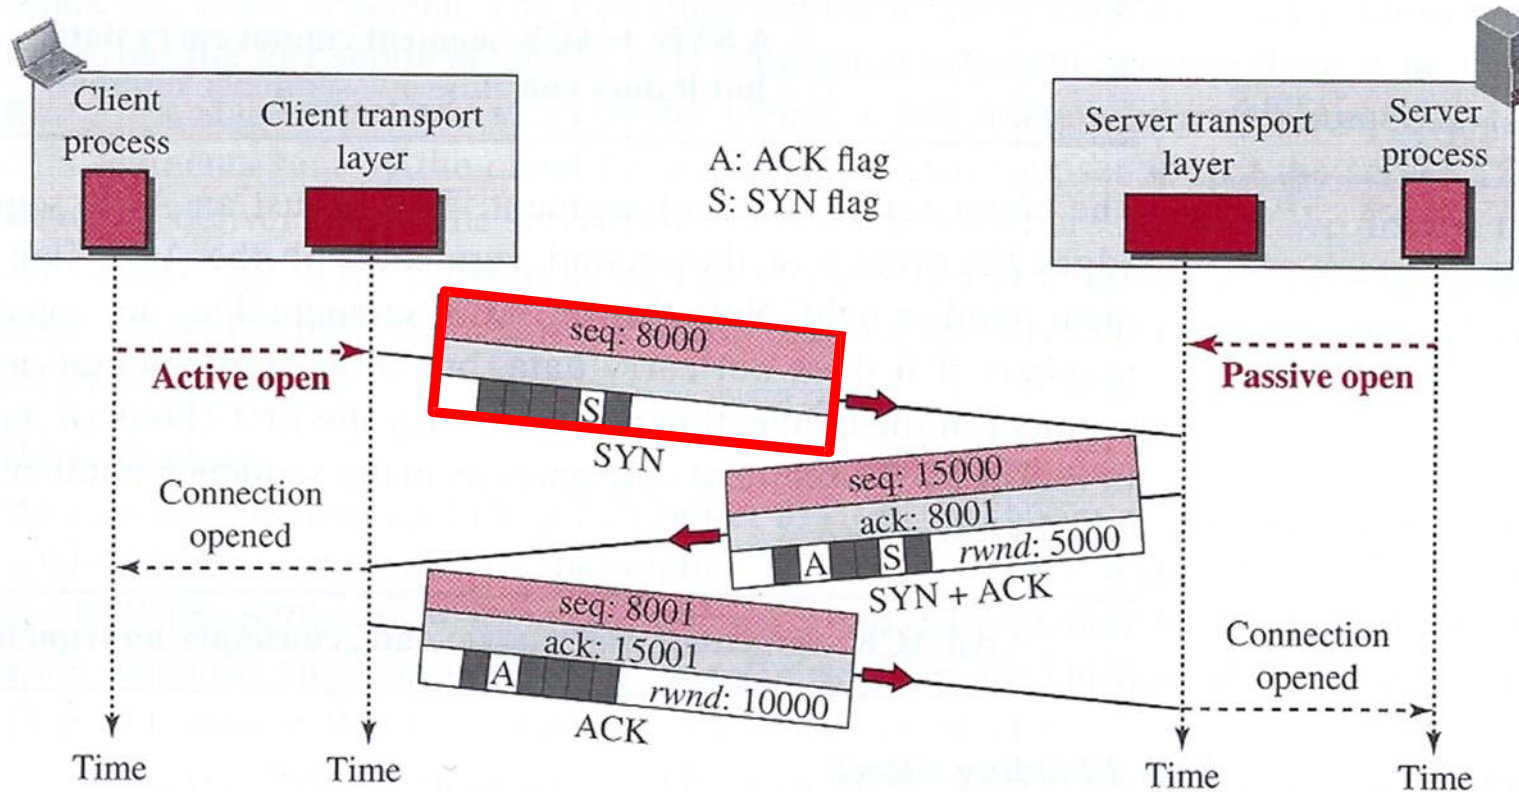 Client
process
Client transport
layer
A: ACK flag
S: SYN flag
Server transport
layer
Server
process
seq: 8000
S
SYN
Active open
Passive open
seq: 15000
ack: 8001
A S rwnd: 5000
SYN + ACK
Connection
opened
seq: 8001
ack: 15001
A rwnd: 10000
ACK
Connection
opened
Time
Time
Time
Time